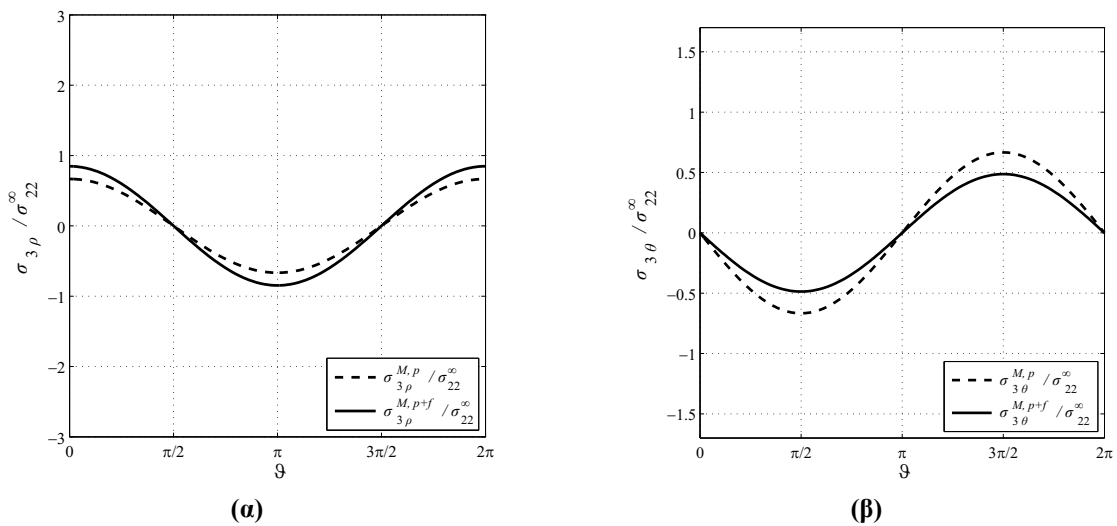 3
2
1
0
−1
−2
−3
σ 3 ρ / σ ∞ 22
0
π/2
π
3π/2
2π
ϑ
σ M, p 3 ρ / σ ∞ 22
σ M, p+f 3 ρ / σ ∞ 22
(α)
1.5
1
0.5
0
−0.5
−1
−1.5
σ 3 θ / σ ∞ 22
0
π/2
π
3π/2
2π
ϑ
σ M, p 3 θ / σ ∞ 22
σ M, p+f 3 θ / σ ∞ 22
(β)